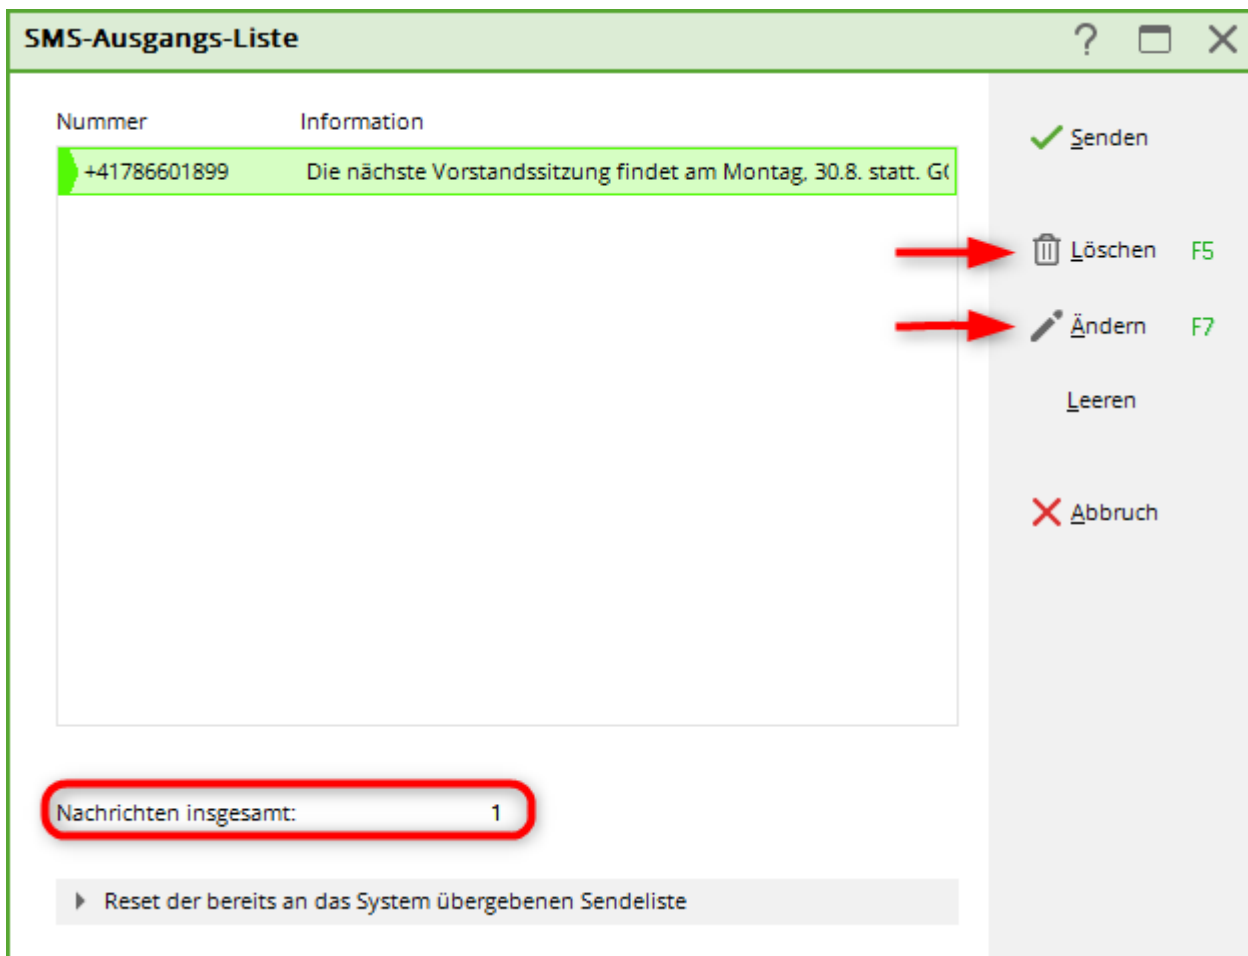 SMS-Ausgangs-Liste
Nummer Information
+41786601899 Die nächste Vorstandssitzung findet am Montag, 30.8. statt.
Senden
Löschen F5
Ändern F7
Leeren
Abbruch
Nachrichten insgesamt: 1
Reset der bereits an das System übergebenen Sendeliste